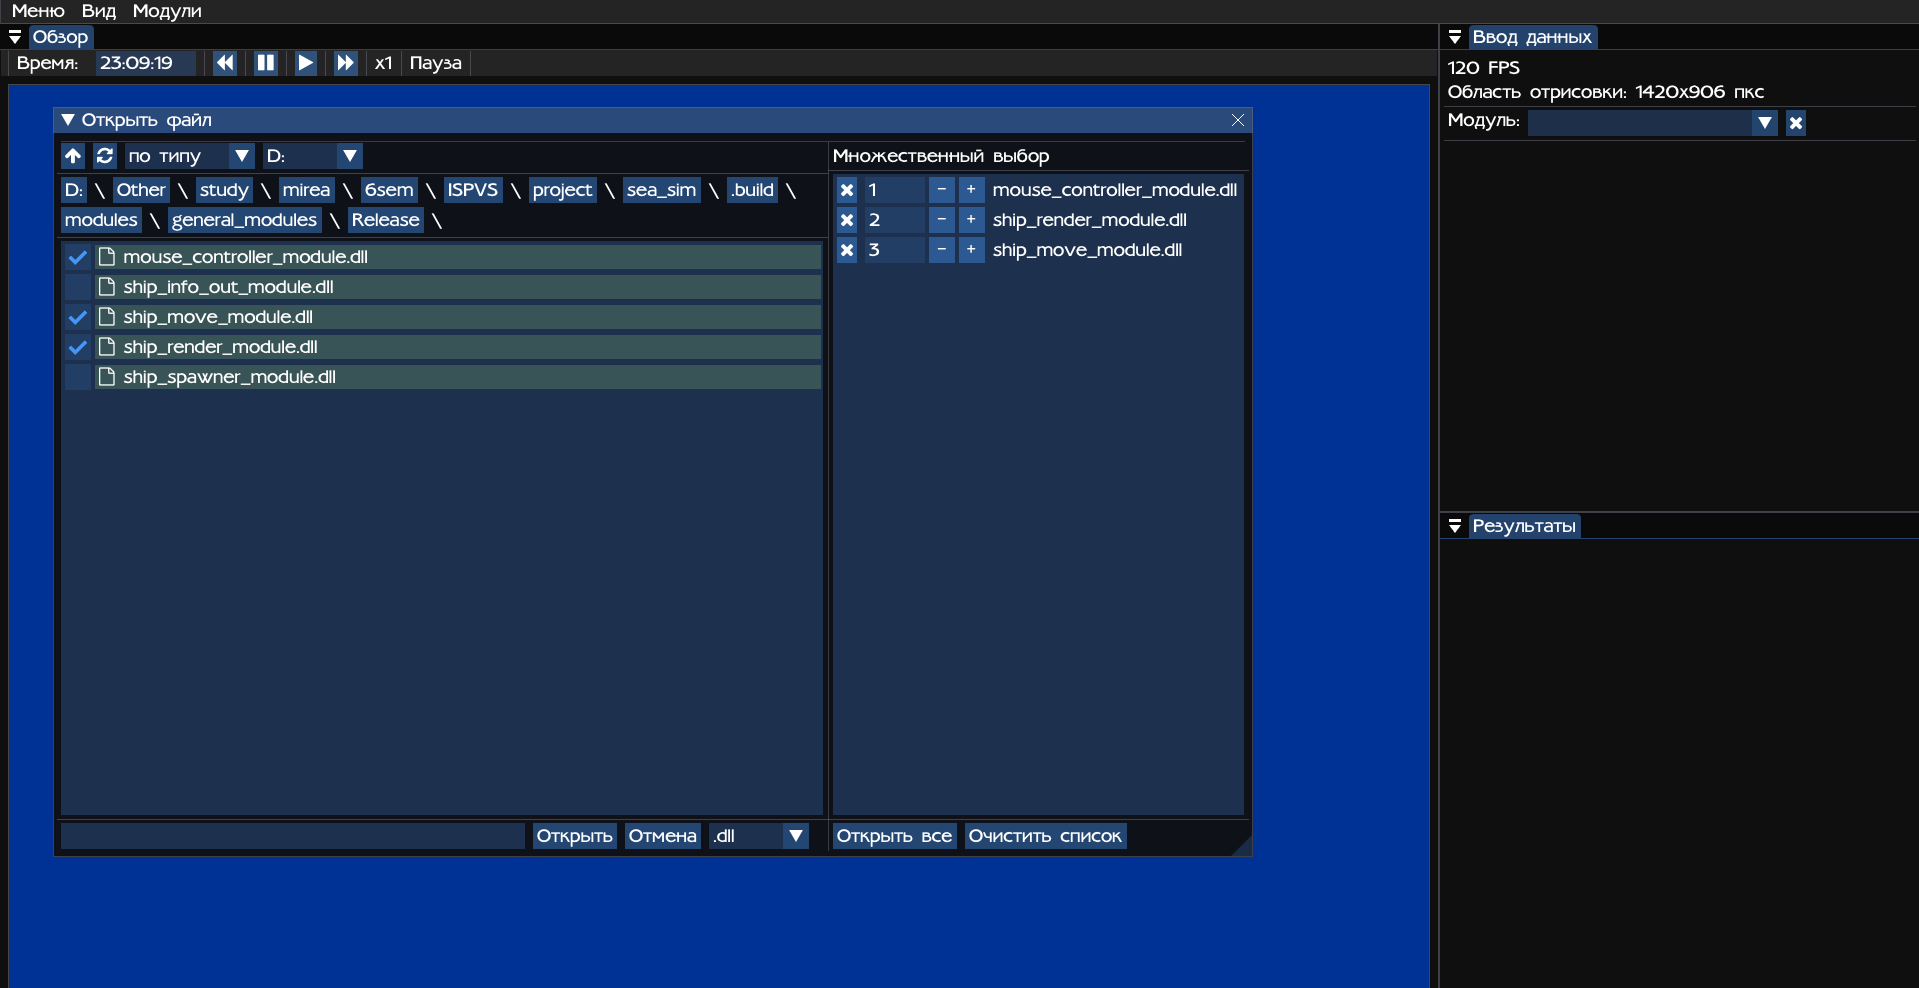 Меню Вид Модули
Обзор
Время: 23:09:19 x1 Пауза
Открыть файл
по типу D:
D: \ Other \ study \ mirea \ 6sem \ ISPVS \ project \ sea_sim \ .build \
modules \ general_modules \ Release \
mouse_controller_module.dll
ship_info_out_module.dll
ship_move_module.dll
ship_render_module.dll
ship_spawner_module.dll
Открыть Отмена .dll
Множественный выбор
1 - + mouse_controller_module.dll
2 - + ship_render_module.dll
3 - + ship_move_module.dll
Открыть все Очистить список
Ввод данных
120 FPS
Область отрисовки: 1420x906 пкс
Модуль:
Результаты